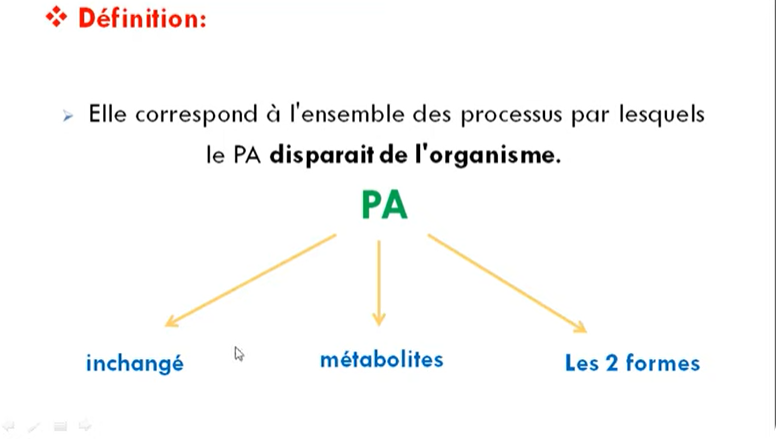 Définition:
Elle correspond à l'ensemble des processus par lesquels
le PA disparait de l'organisme.
PA
inchangé
métabolites
Les 2 formes